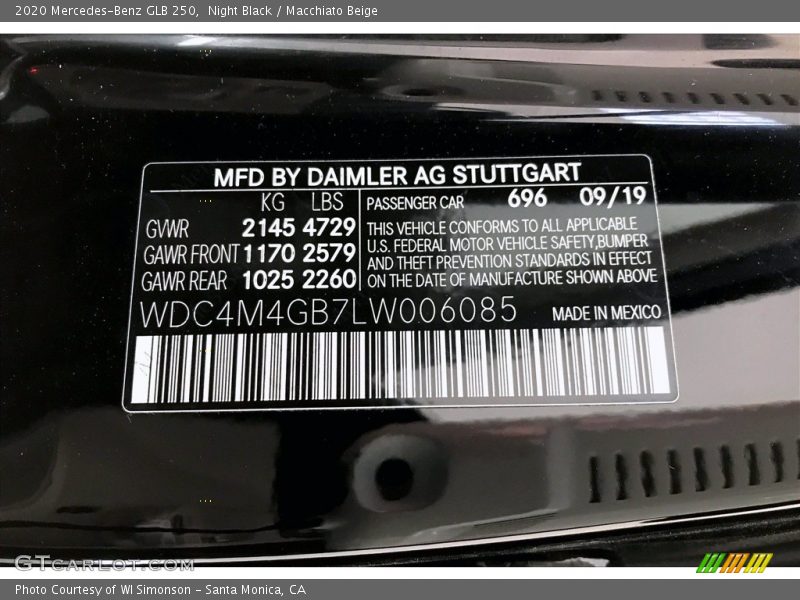 2020 Mercedes-Benz GLB 250,  Night Black / Macchiato Beige
MFD BY DAIMLER AG STUTTGART
KG LBS
GVWR 2145 4729
GAWR FRONT 1170 2579
GAWR REAR 1025 2260
PASSENGER CAR 696 09/19
THIS VEHICLE CONFORMS TO ALL APPLICABLE
U.S. FEDERAL MOTOR VEHICLE SAFETY,BUMPER
AND THEFT PREVENTION STANDARDS IN EFFECT
ON THE DATE OF MANUFACTURE SHOWN ABOVE
WDC4M4GB7LW006085 MADE IN MEXICO
GTCARLOT.COM
Photo Courtesy of WI Simonson - Santa Monica, CA